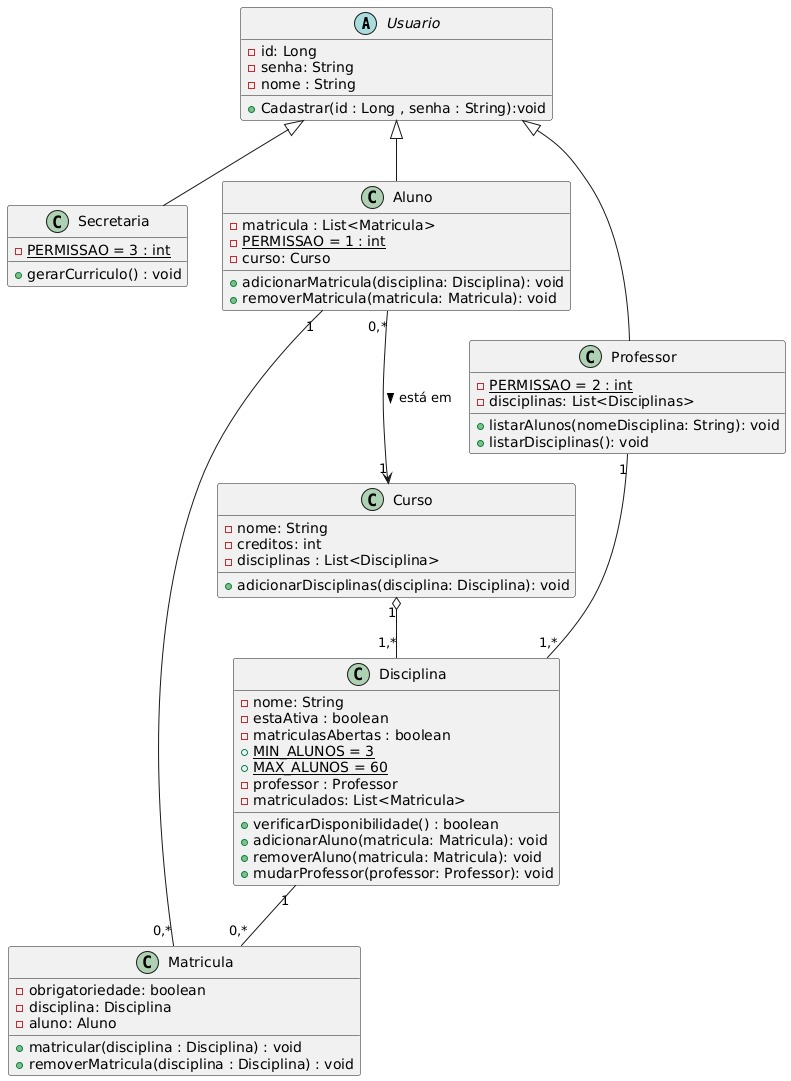 A Usuario
id: Long
senha: String
nome : String
Cadastrar(id : Long , senha : String):void
C Secretaria
PERMISSAO = 3 : int
gerarCurriculo() : void
C Aluno
matricula : List<Matricula>
PERMISSAO = 1 : int
curso: Curso
adicionarMatricula(disciplina: Disciplina): void
removerMatricula(matricula: Matricula): void
1
0,*
C Professor
PERMISSAO = 2 : int
disciplinas: List<Disciplinas>
listarAlunos(nomeDisciplina: String): void
listarDisciplinas(): void
está em
1
1
C Curso
nome: String
creditos: int
disciplinas : List<Disciplina>
adicionarDisciplinas(disciplina: Disciplina): void
1
1,*
1,*
C Disciplina
nome: String
estaAtiva : boolean
matriculasAbertas : boolean
MIN_ALUNOS = 3
MAX_ALUNOS = 60
professor : Professor
matriculados: List<Matricula>
verificarDisponibilidade() : boolean
adicionarAluno(matricula: Matricula): void
removerAluno(matricula: Matricula): void
mudarProfessor(professor: Professor): void
1
0,*
0,*
C Matricula
obrigatoriedade: boolean
disciplina: Disciplina
aluno: Aluno
matricular(disciplina : Disciplina) : void
removerMatricula(disciplina : Disciplina) : void